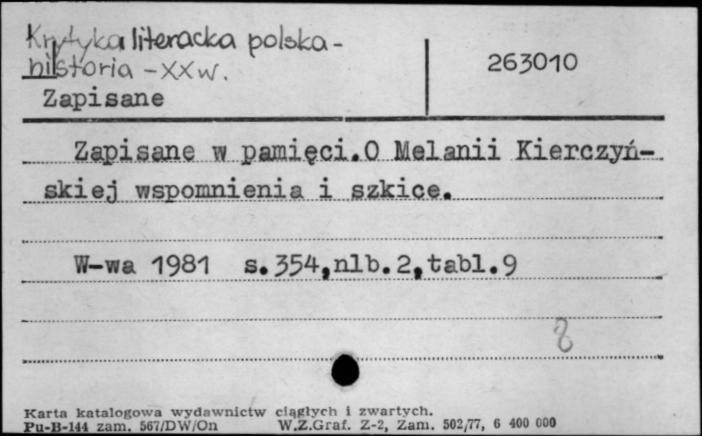 Krytyka literacka polska -
historia - XX w.
263010
Zapisane
Zapisane w pamięci.O Melanii Kierczyń-
skiej wspomnienia i szkice.
W-wa 1981 s.354,nlb.2,tabl.9
8
Karta katalogowa wydawnictw ciągłych i zwartych.
Pu-B-144 zam. 567/DW/On W.Z.Graf. Z-2, Zam. 502/77, 6 400 000